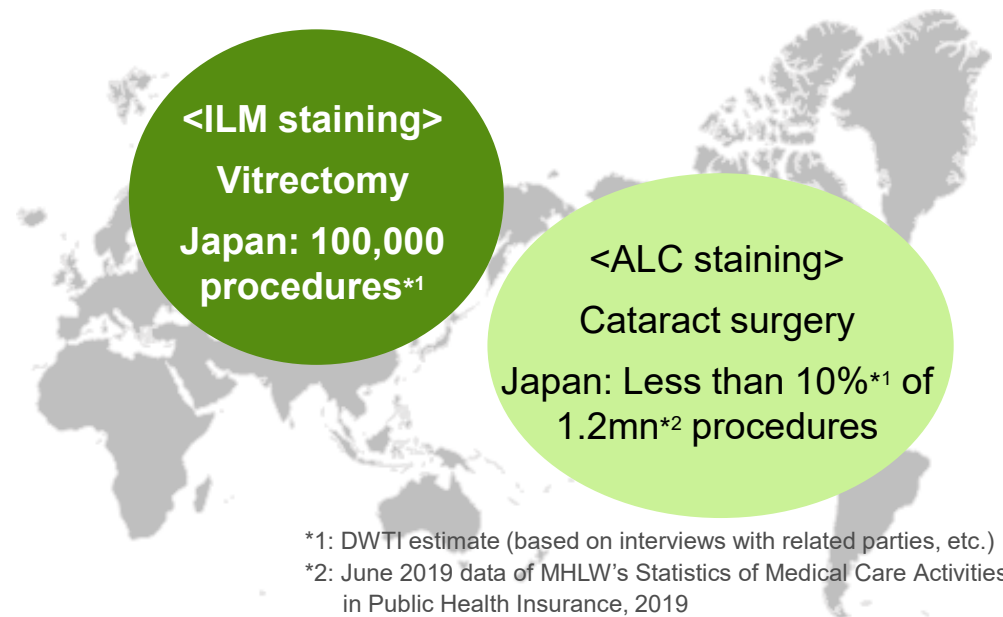 <ILM staining>
Vitrectomy
Japan: 100,000
procedures*1
<ALC staining>
Cataract surgery
Japan: Less than 10%*1 of
1.2mn*2 procedures
*1: DWTI estimate (based on interviews with related parties, etc.)
*2: June 2019 data of MHLW's Statistics of Medical Care Activities
in Public Health Insurance, 2019